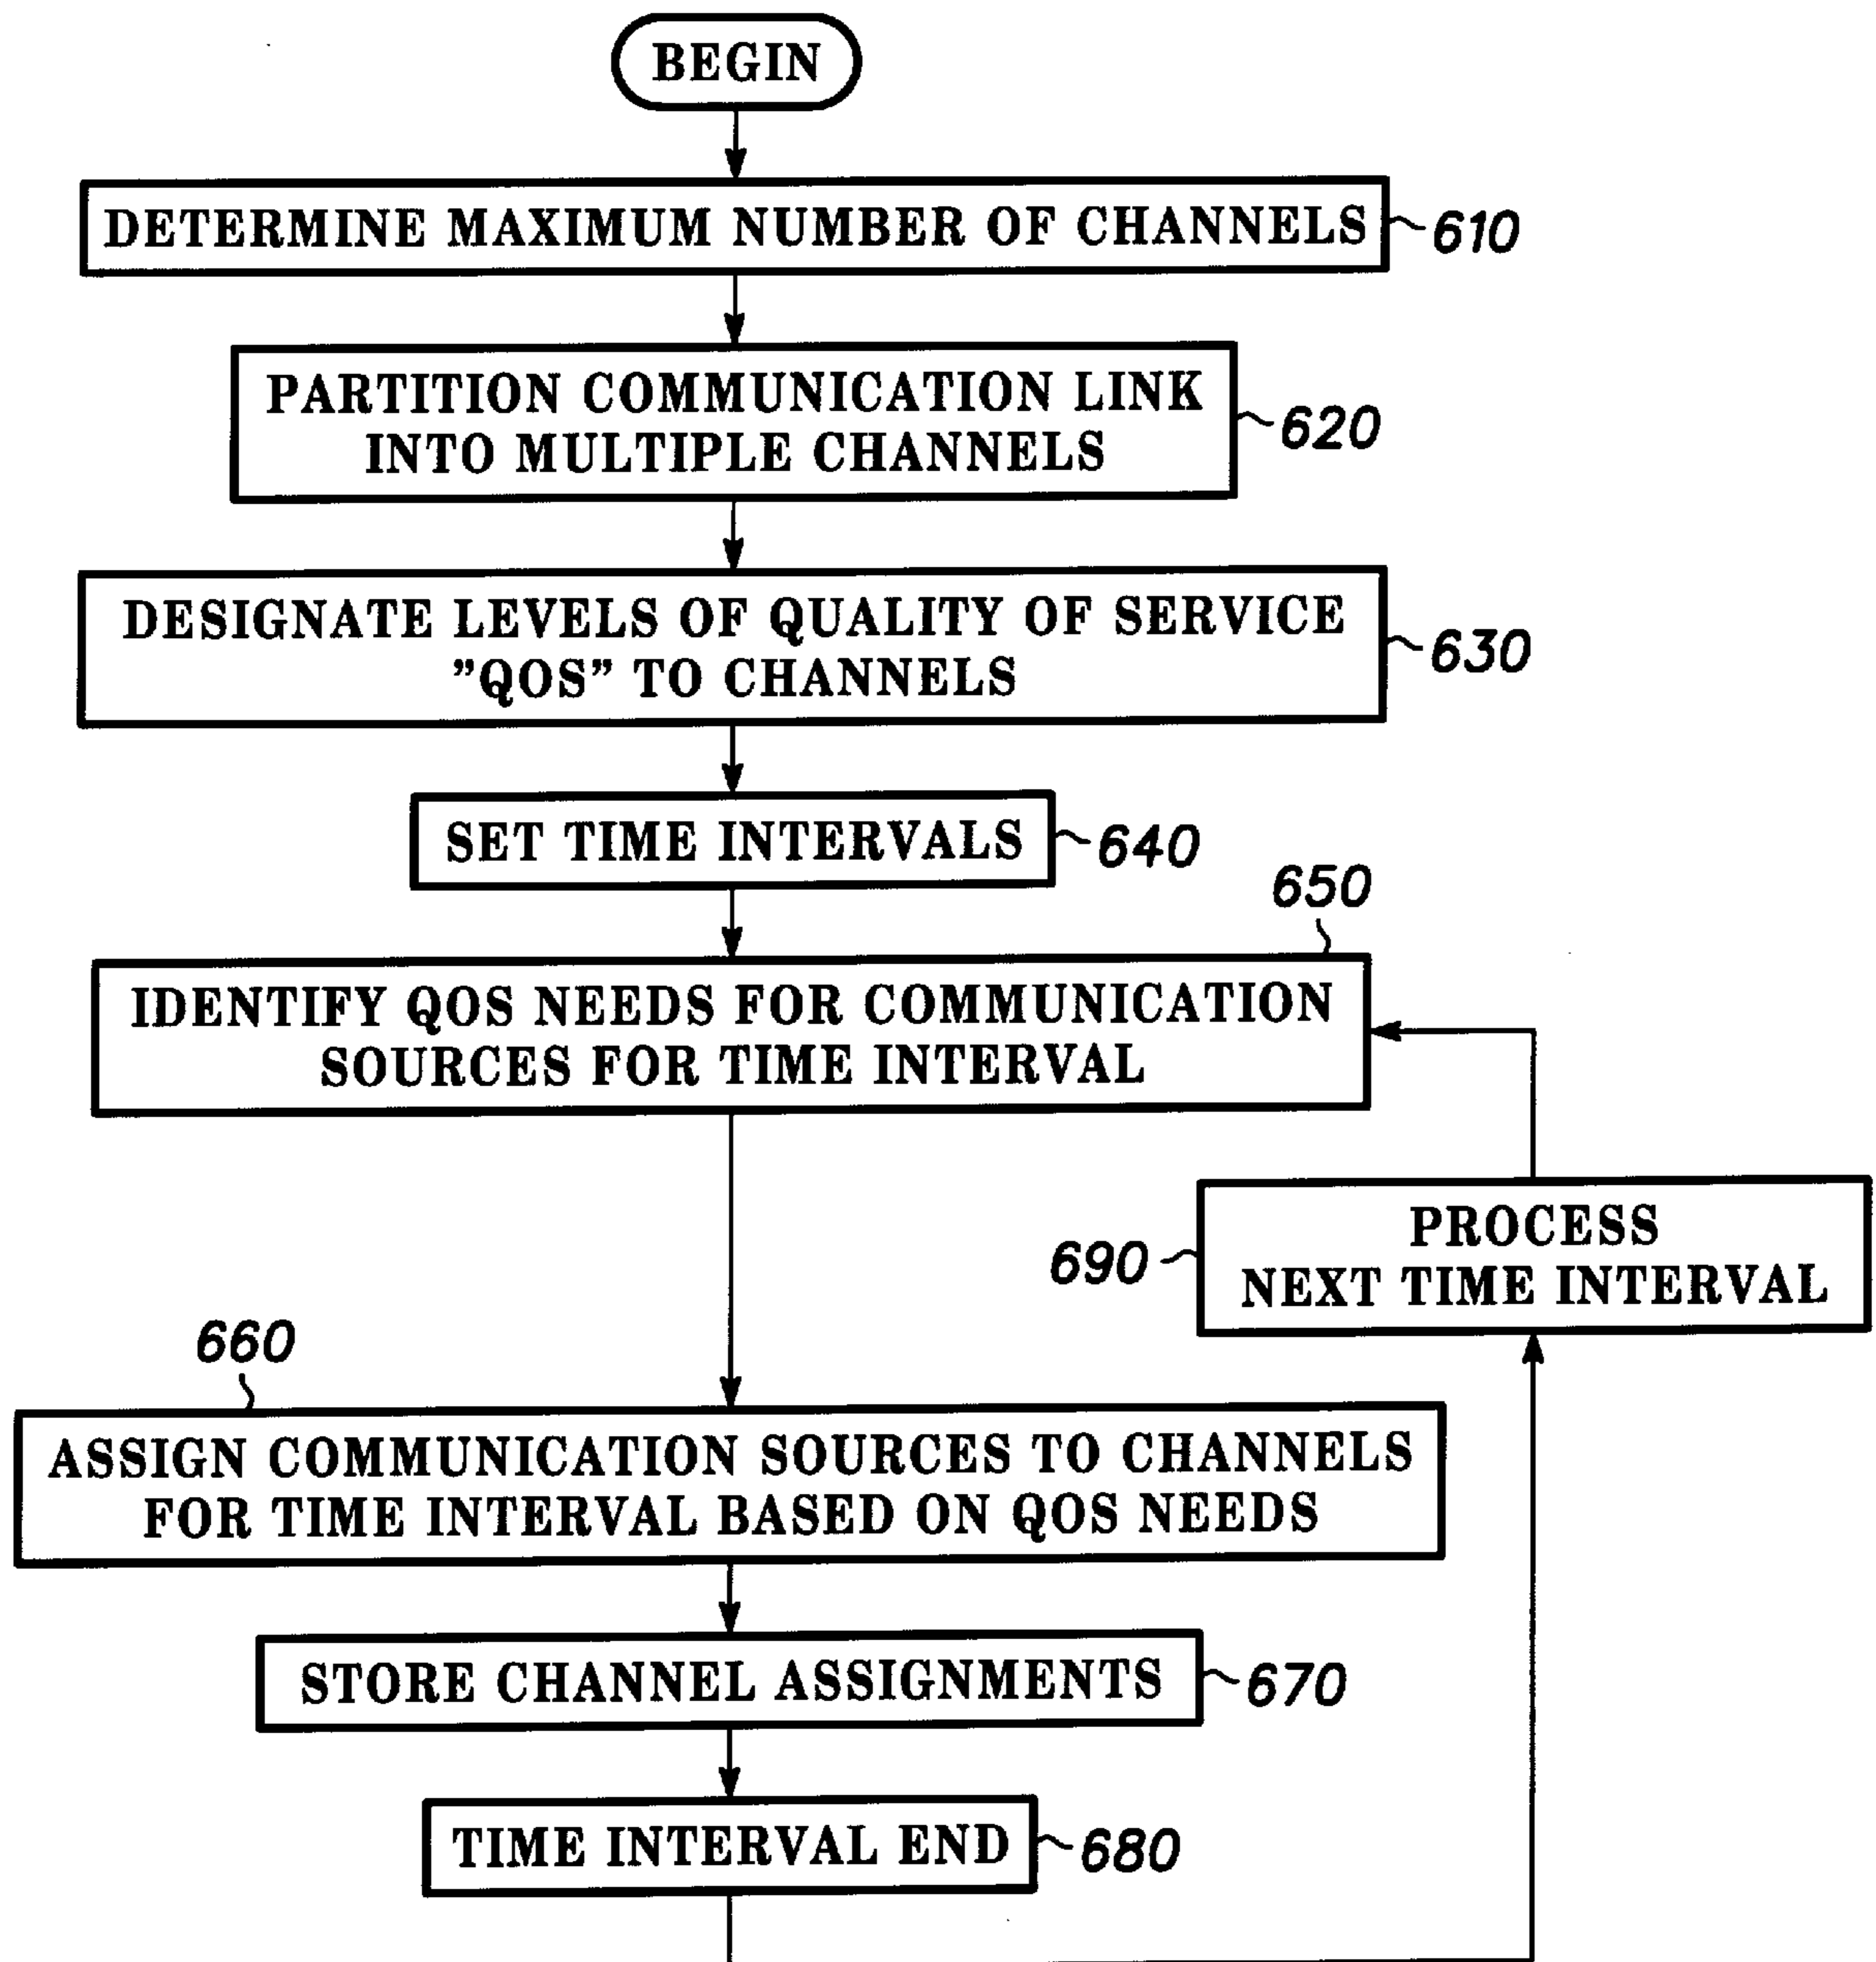 BEGIN
DETERMINE MAXIMUM NUMBER OF CHANNELS
610
PARTITION COMMUNICATION LINK
INTO MULTIPLE CHANNELS
620
DESIGNATE LEVELS OF QUALITY OF SERVICE
”QOS” TO CHANNELS
630
SET TIME INTERVALS
640
650
IDENTIFY QOS NEEDS FOR COMMUNICATION
SOURCES FOR TIME INTERVAL
690
PROCESS
NEXT TIME INTERVAL
660
ASSIGN COMMUNICATION SOURCES TO CHANNELS
FOR TIME INTERVAL BASED ON QOS NEEDS
STORE CHANNEL ASSIGNMENTS
670
TIME INTERVAL END
680